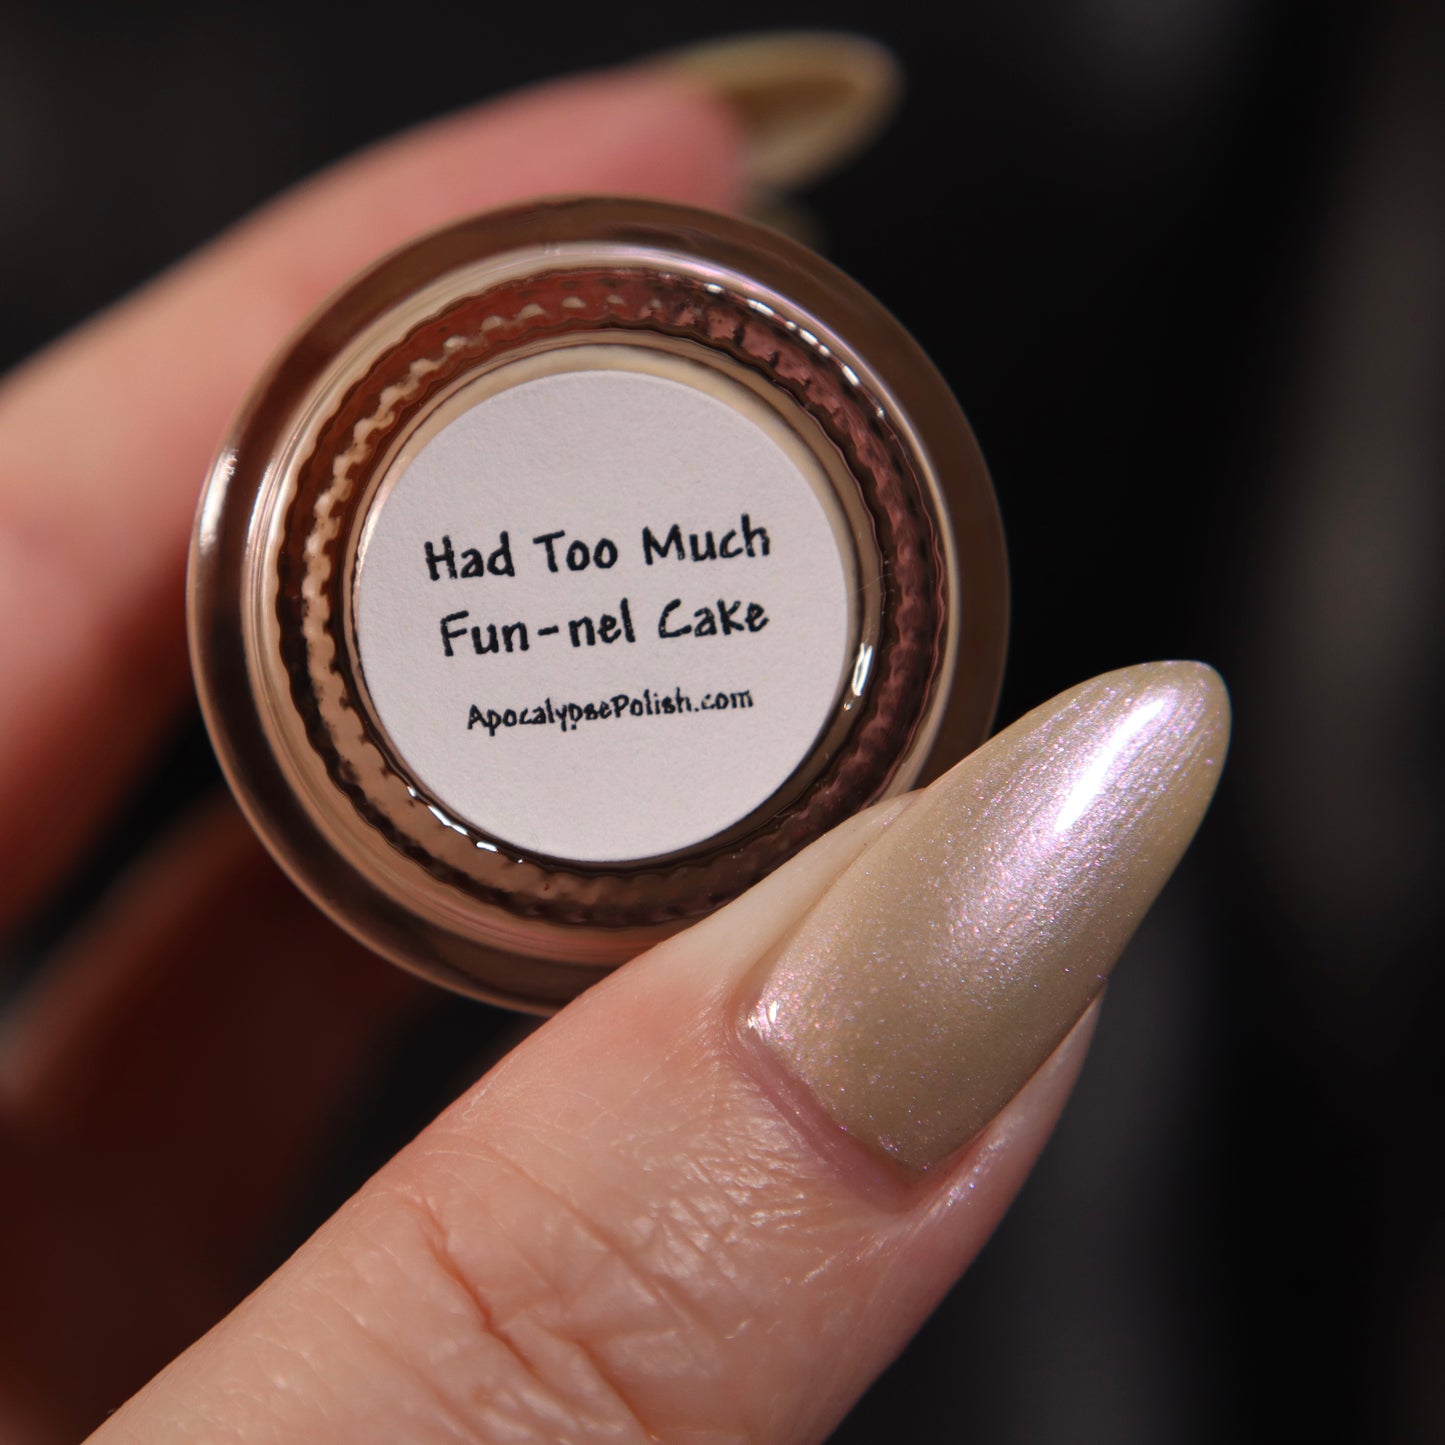 Had Too Much
Fun-nel Cake
ApocalypsePolish.com